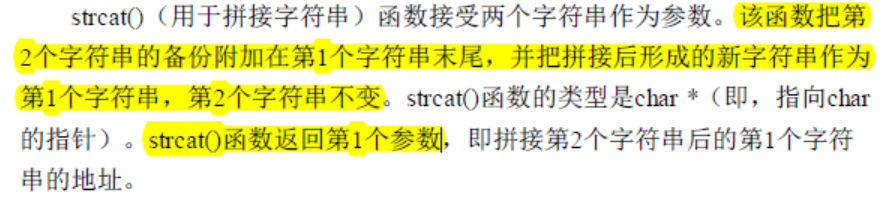 strcat()（用于拼接字符串）函数接受两个字符串作为参数。该函数把第
2个字符串的备份附加在第1个字符串末尾，并把拼接后形成的新字符串作为
第1个字符串，第2个字符串不变。strcat()函数的类型是char *（即，指向char
的指针）。strcat()函数返回第1个参数，即拼接第2个字符串后的第1个字符
串的地址。